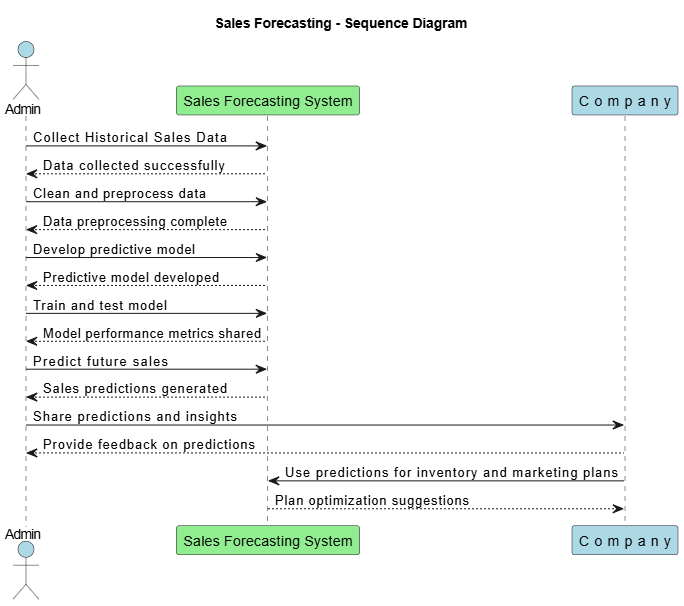 Sales Forecasting - Sequence Diagram
Admin
Sales Forecasting System
Company
Collect Historical Sales Data
Data collected successfully
Clean and preprocess data
Data preprocessing complete
Develop predictive model
Predictive model developed
Train and test model
Model performance metrics shared
Predict future sales
Sales predictions generated
Share predictions and insights
Provide feedback on predictions
Use predictions for inventory and marketing plans
Plan optimization suggestions
Admin
Sales Forecasting System
Company